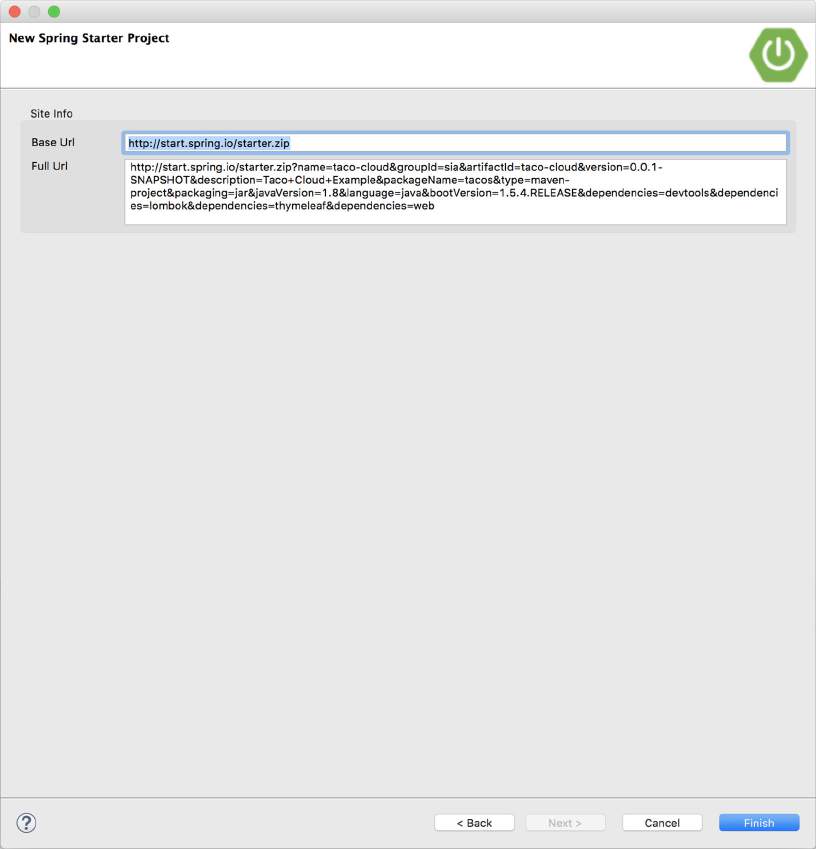 New Spring Starter Project
Site Info
Base Url
http://start.spring.io/starter.zip
Full Url
http://start.spring.io/starter.zip?name=taco-cloud&groupId=sia&artifactId=taco-cloud&version=0.0.1-
SNAPSHOT&description=Taco+Cloud+Example&packageName=tacos&type=maven-
project&packaging=jar&javaVersion=1.8&language=java&bootVersion=1.5.4.RELEASE&dependencies=devtools&dependenci
es=lombok&dependencies=thymeleaf&dependencies=web
?
< Back
Next >
Cancel
Finish